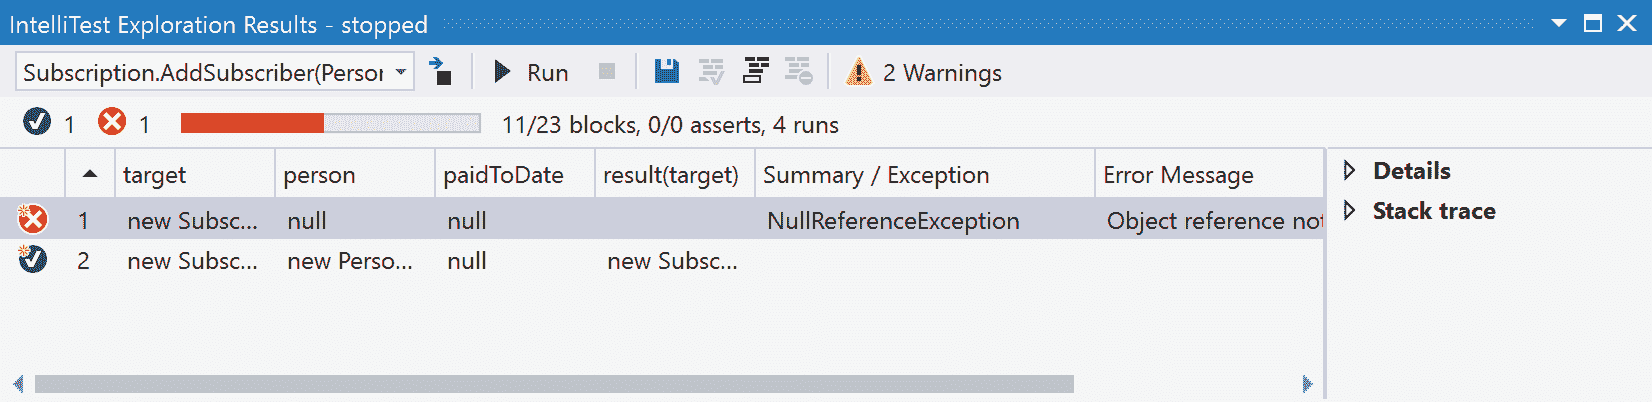 IntelliTest Exploration Results - stopped
Subscription.AddSubscriber(Person Run 2 Warnings
1 1 11/23 blocks, 0/0 asserts, 4 runs
target person paidToDate result(target) Summary / Exception Error Message Details
1 new Subsc... null null NullReferenceException Object reference not Stack trace
2 new Perso... new Subsc... null new Subsc...